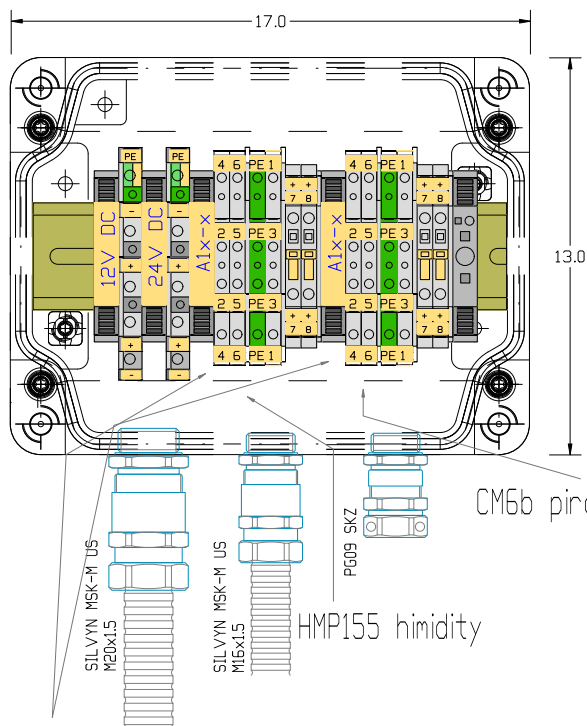 17.0
13.0
PE
PE
4 6 PE 1
4 6 PE 1
+ +
7 8
+ +
7 8
-
-
12V DC
24V DC
A1x-x
A1x-x
2 5 PE 3
2 5 PE 3
+
+
2 5 PE 3
2 5 PE 3
+ +
7 8
+ +
7 8
+
+
4 6 PE 1
4 6 PE 1
-
-
SILVYN MSK-M US
M20x1.5
SILVYN MSK-M US
M16x1.5
PG09 SKZ
CM6b
HMP155 himidity